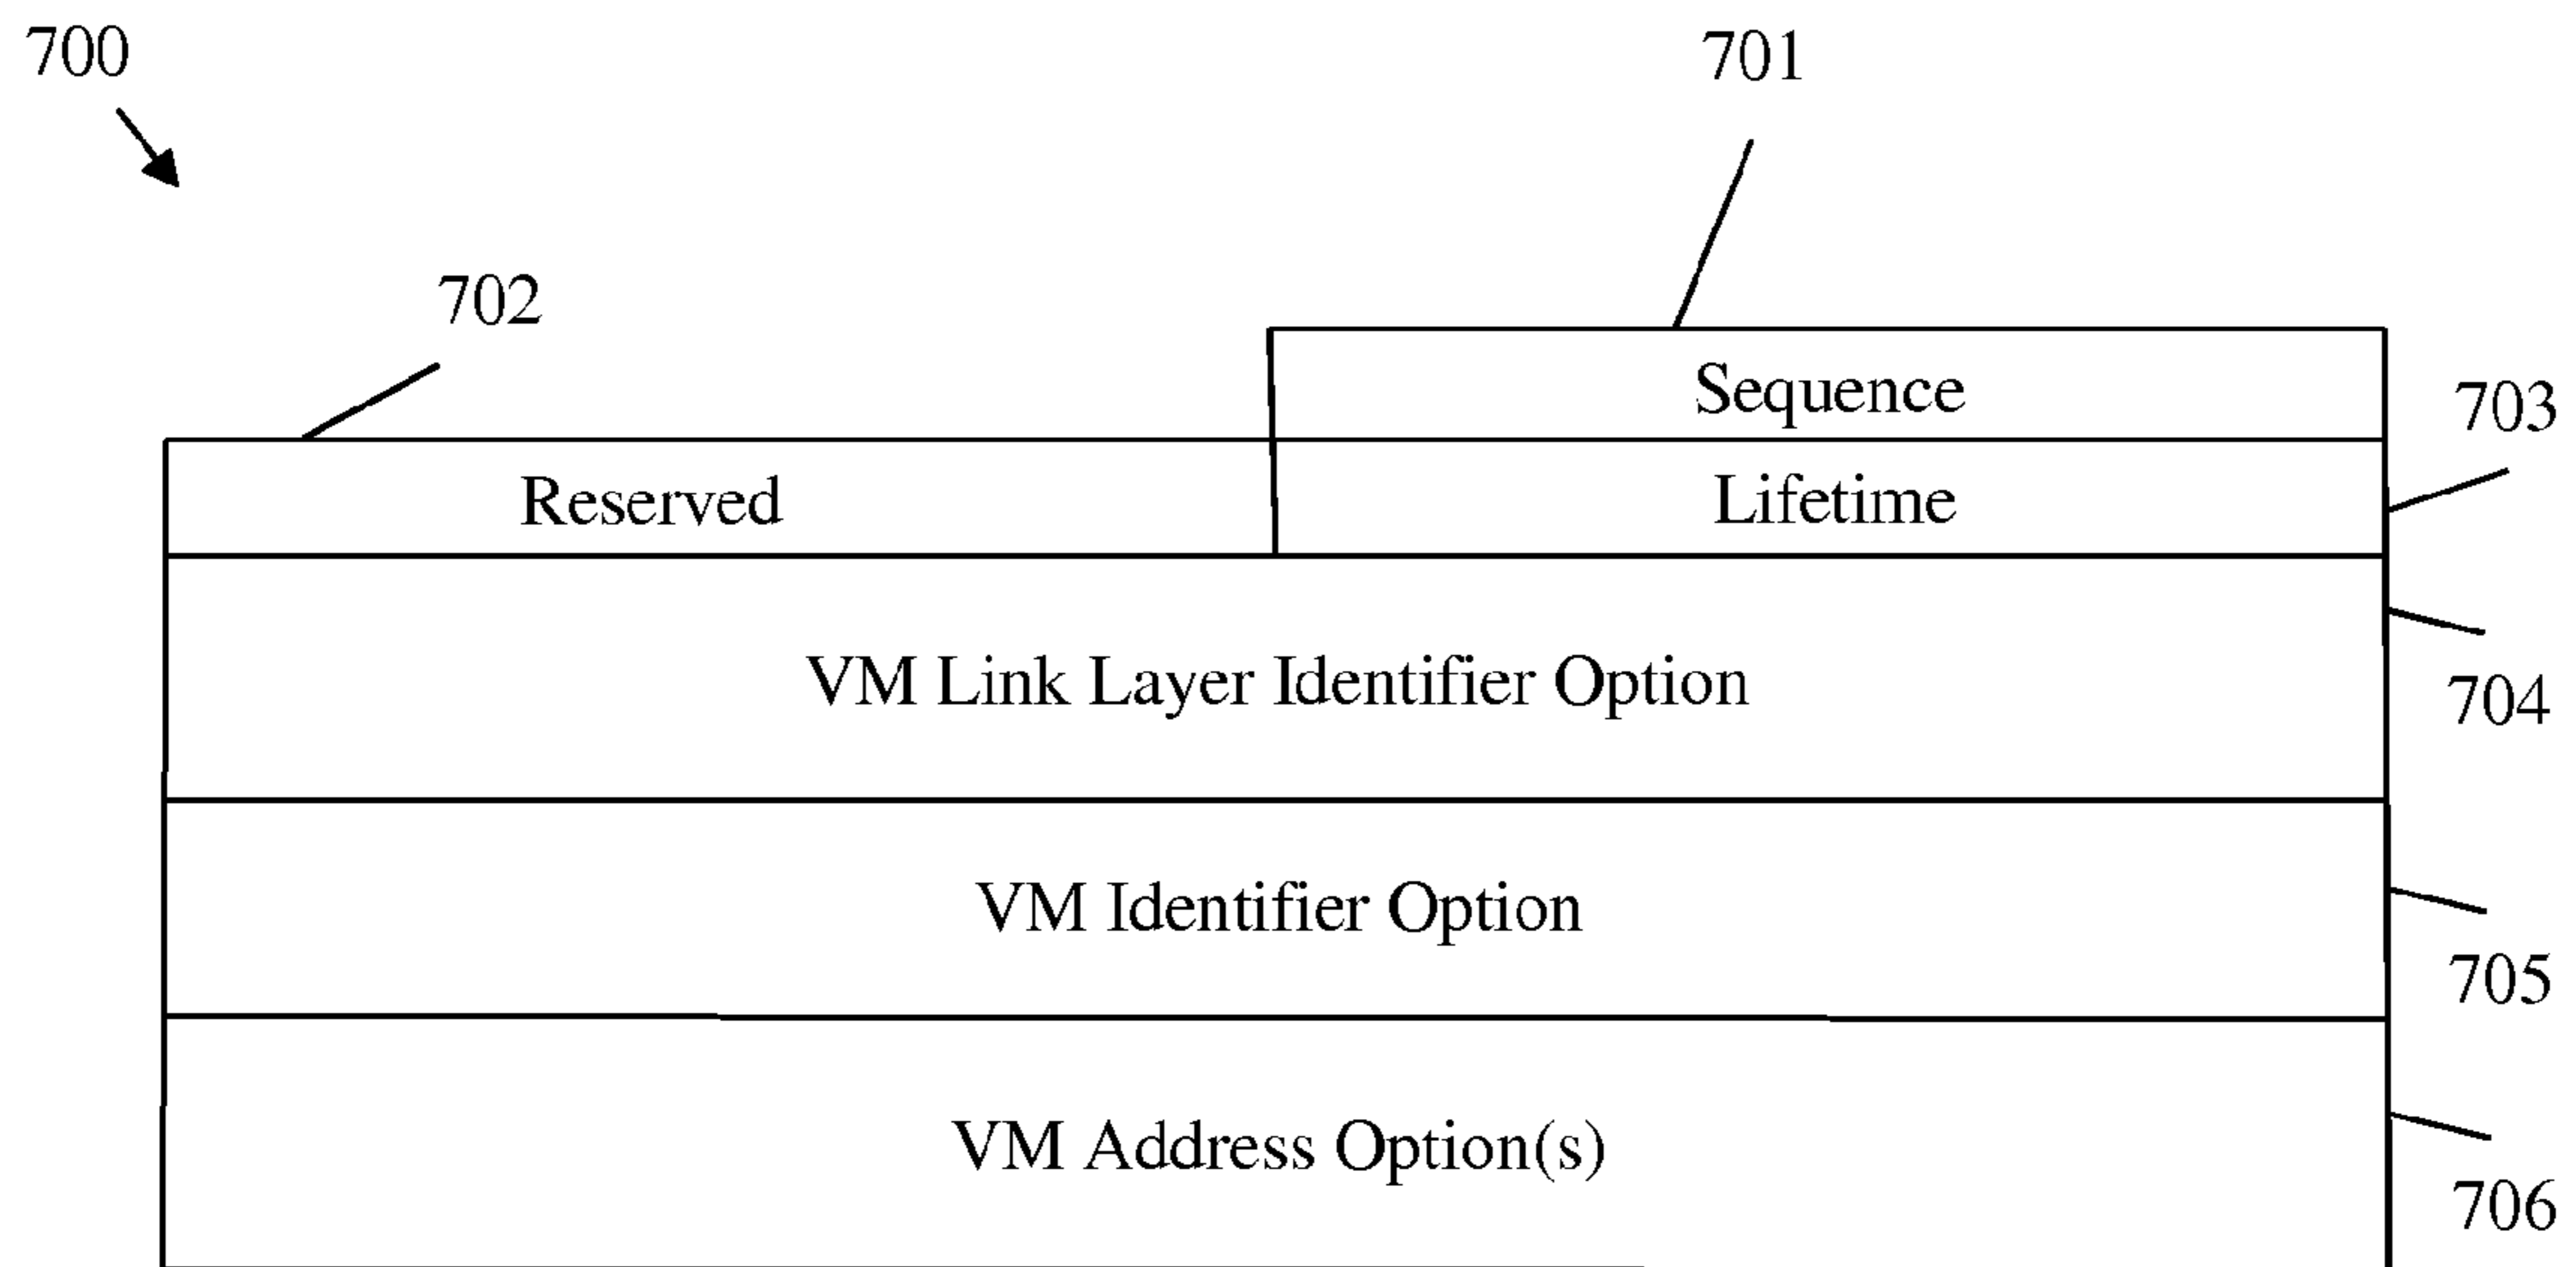 700
701
702
Sequence
703
Reserved
Lifetime
VM Link Layer Identifier Option
704
VM Identifier Option
705
VM Address Option(s)
706